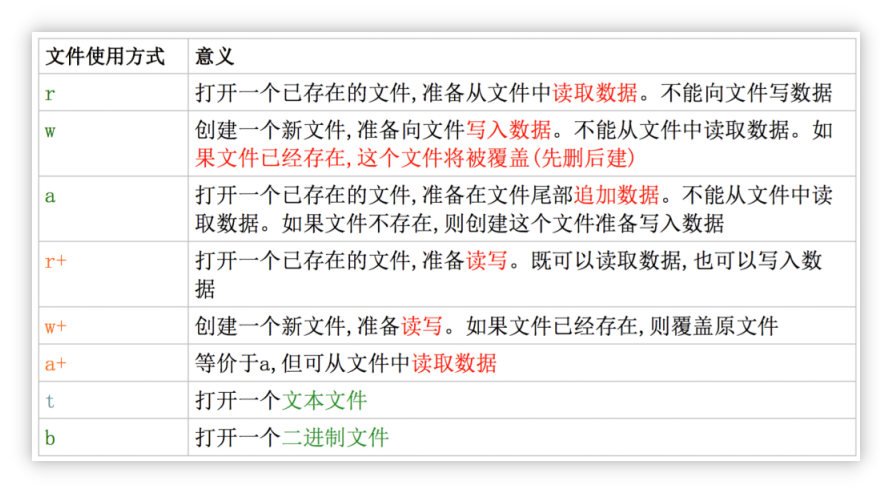 文件使用方式 意义
r 打开一个已存在的文件,准备从文件中读取数据。不能向文件写数据
w 创建一个新文件,准备向文件写入数据。不能从文件中读取数据。如
果文件已经存在,这个文件将被覆盖(先删后建)
a 打开一个已存在的文件,准备在文件尾部追加数据。不能从文件中读
取数据。如果文件不存在,则创建这个文件准备写入数据
r+ 打开一个已存在的文件,准备读写。既可以读取数据,也可以写入数
据
w+ 创建一个新文件,准备读写。如果文件已经存在,则覆盖原文件
a+ 等价于a,但可从文件中读取数据
t 打开一个文本文件
b 打开一个二进制文件